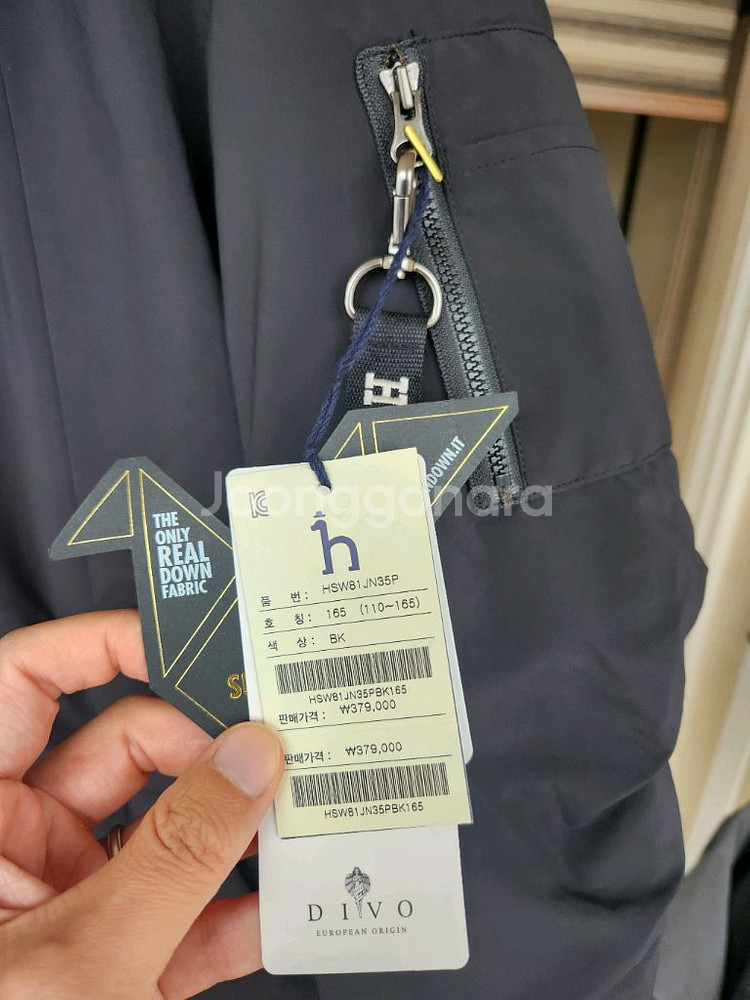 H
NDOWN.IT
THE
ONLY
REAL
DOWN
FABRIC
Joonggonara
h
품 번: HSW81JN35P
호 칭: 165 (110~165)
색 상: BK
HSW81JN35PBK165
판매가격: ₩379,000
판매가격: ₩379,000
HSW81JN35PBK165
DIVO
EUROPEAN ORIGIN